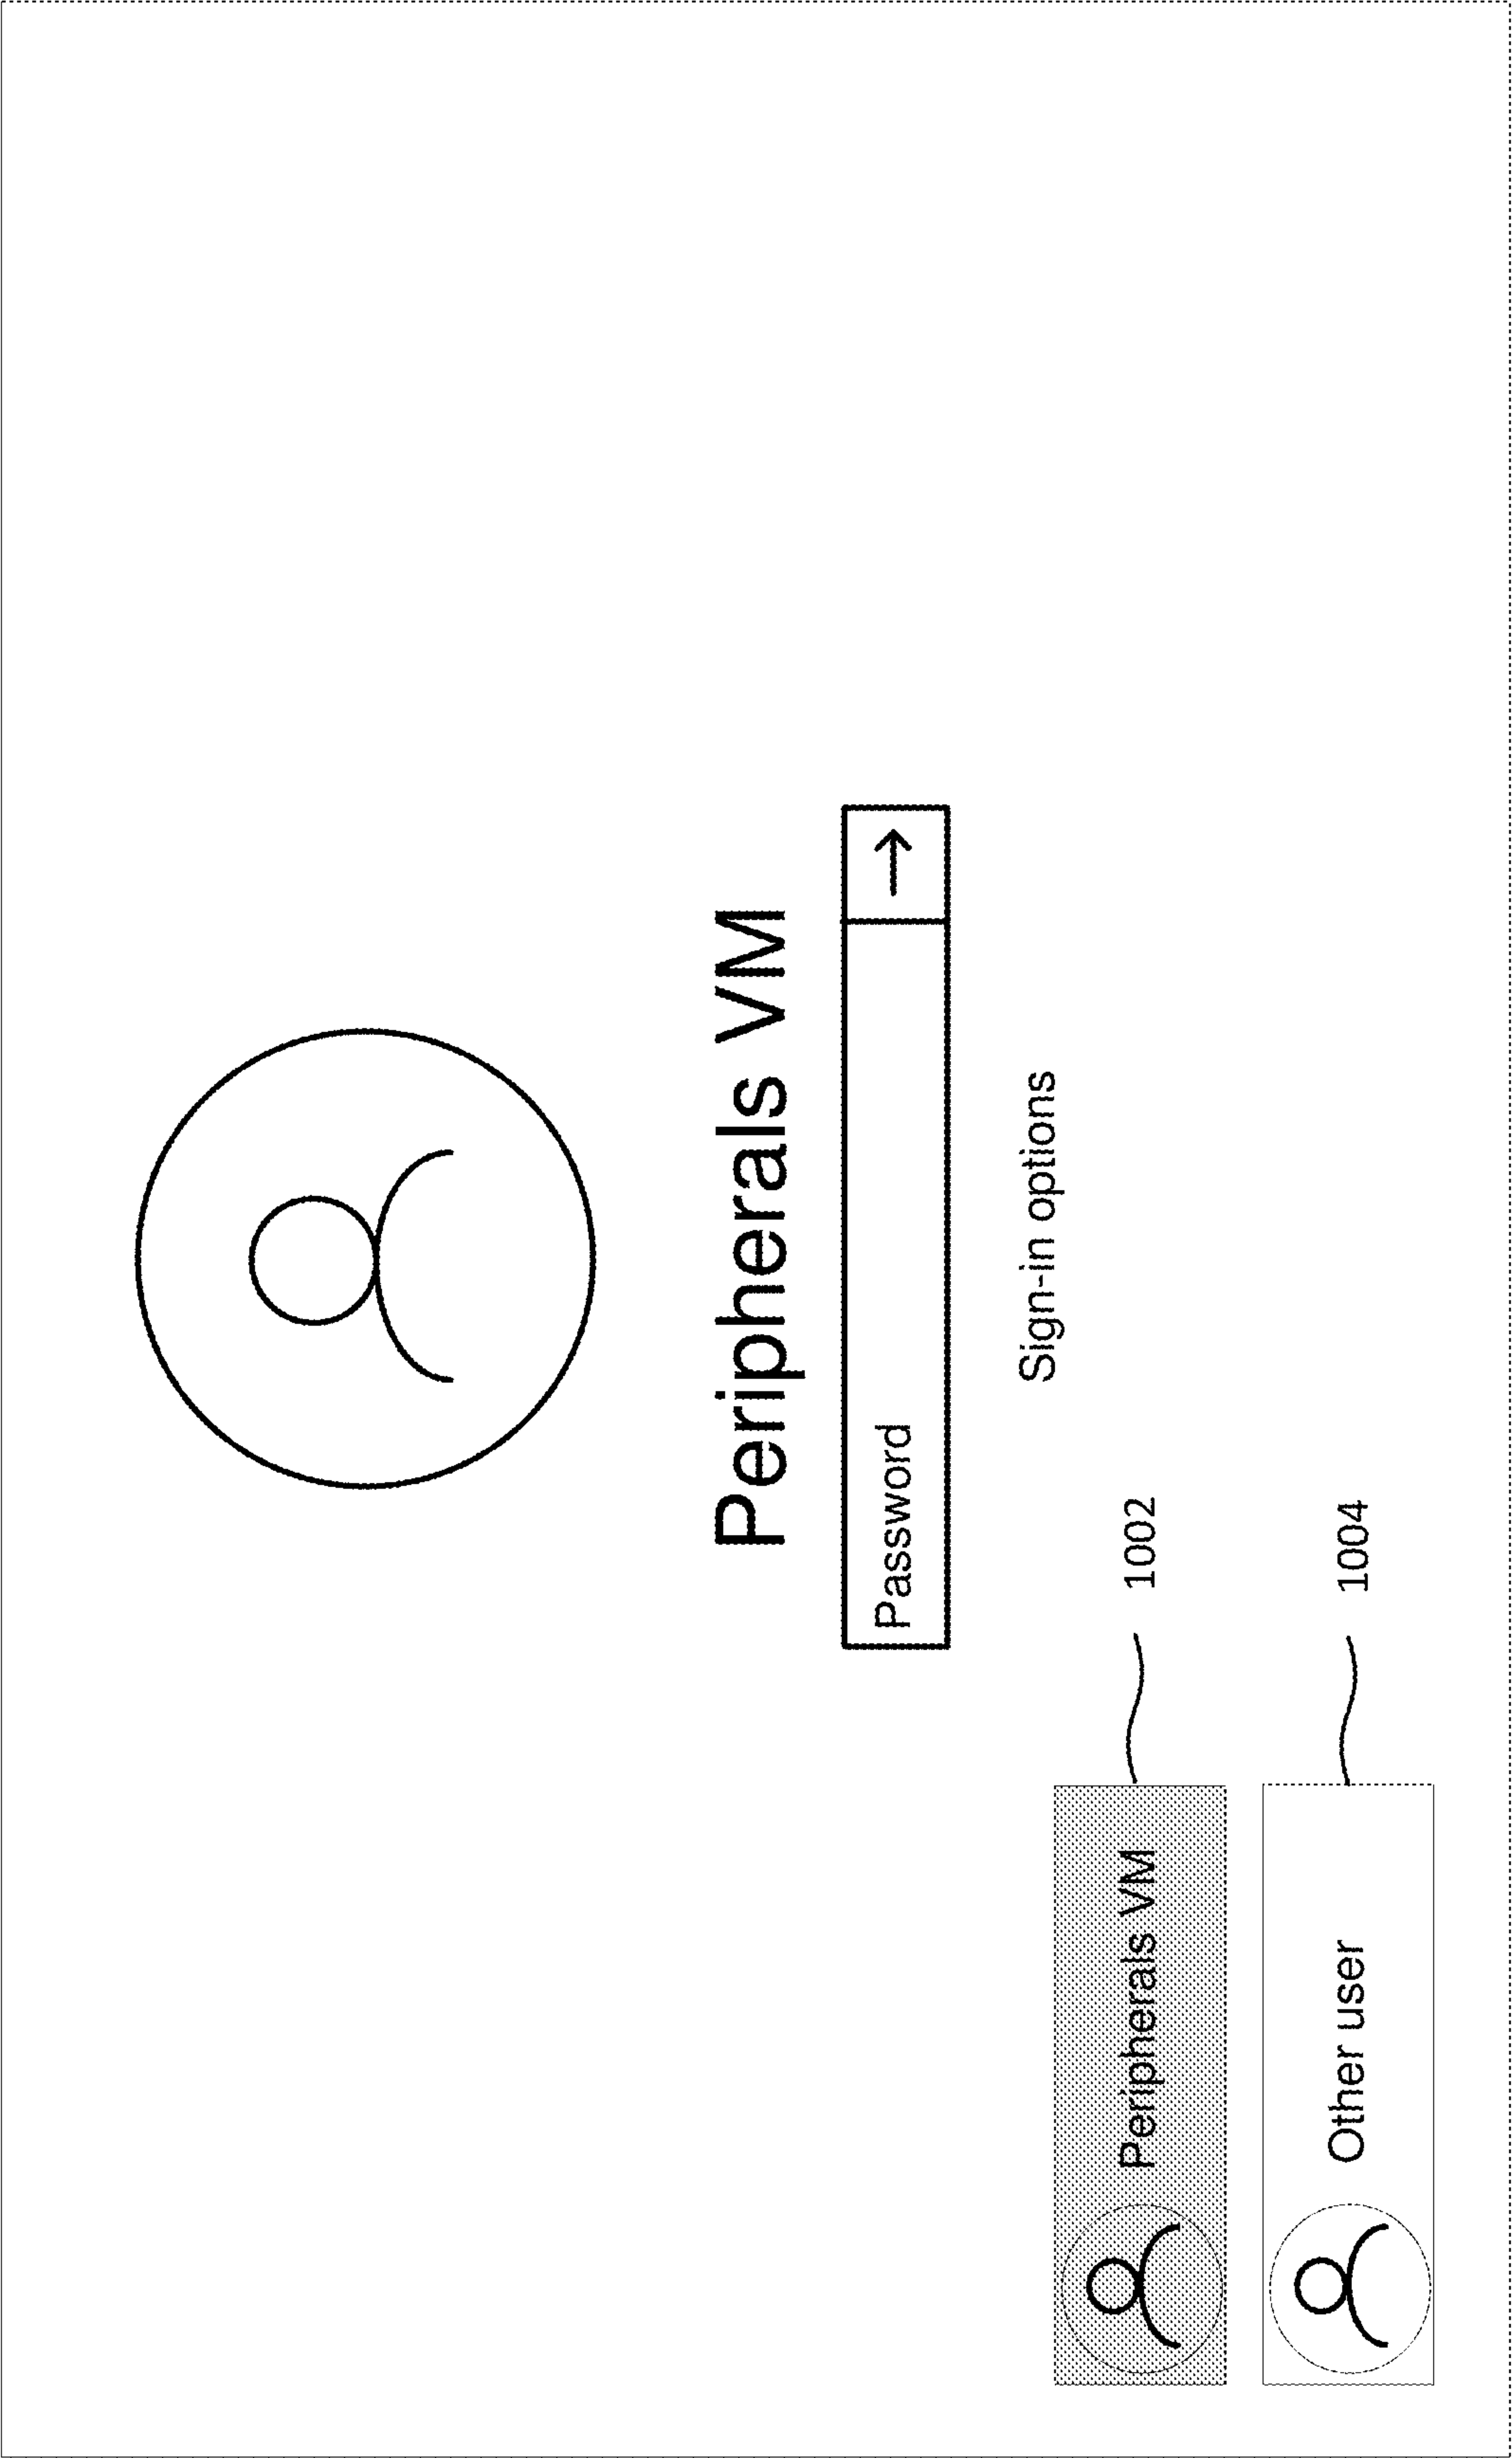 Peripherals VM
Password →
Sign-in options
Peripherals VM 1002
Other user 1004